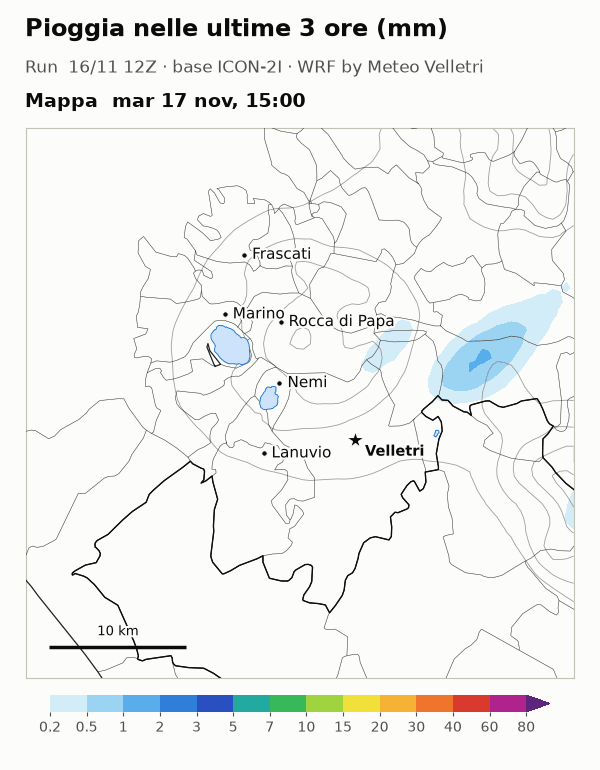 Pioggia nelle ultime 3 ore (mm)
Run 16/11 12Z · base ICON-2I · WRF by Meteo Velletri
Mappa mar 17 nov, 15:00
Frascati
Marino
Rocca di Papa
Nemi
Velletri
Lanuvio
10 km
0.2 0.5 1 2 3 5 7 10 15 20 30 40 60 80